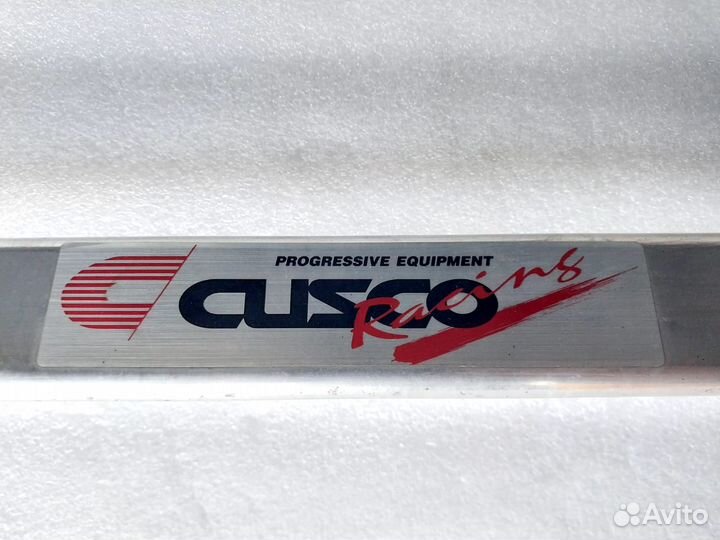 PROGRESSIVE EQUIPMENT
CUSCO
Racing
Avito